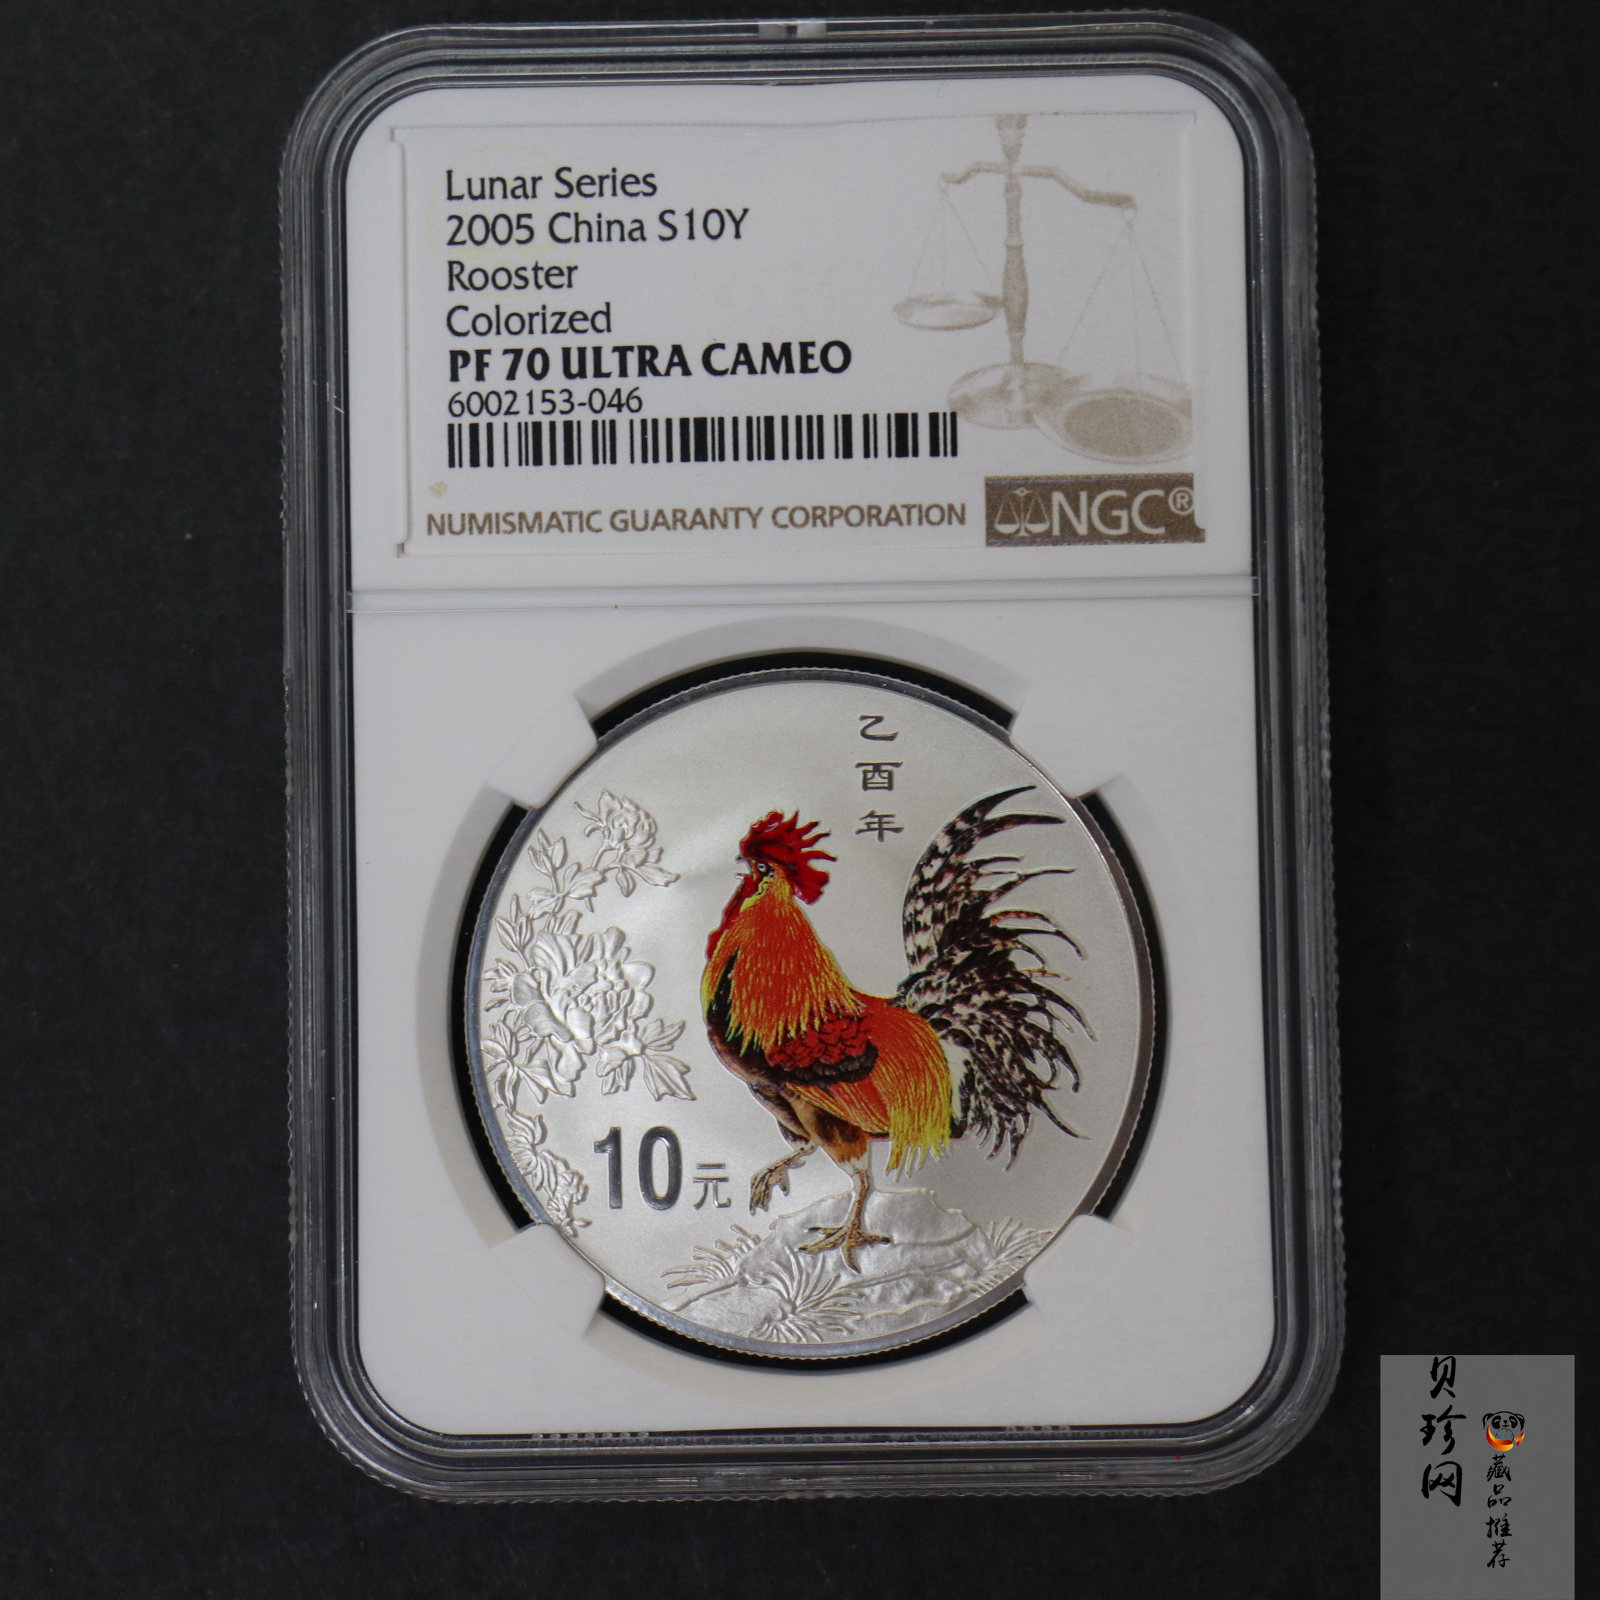 Lunar Series
2005 China S10Y
Rooster
Colorized
PF 70 ULTRA CAMEO
6002153-046
NUMISMATIC GUARANTY CORPORATION
NGC®
乙酉年
10元
贝珍网
藏品推荐